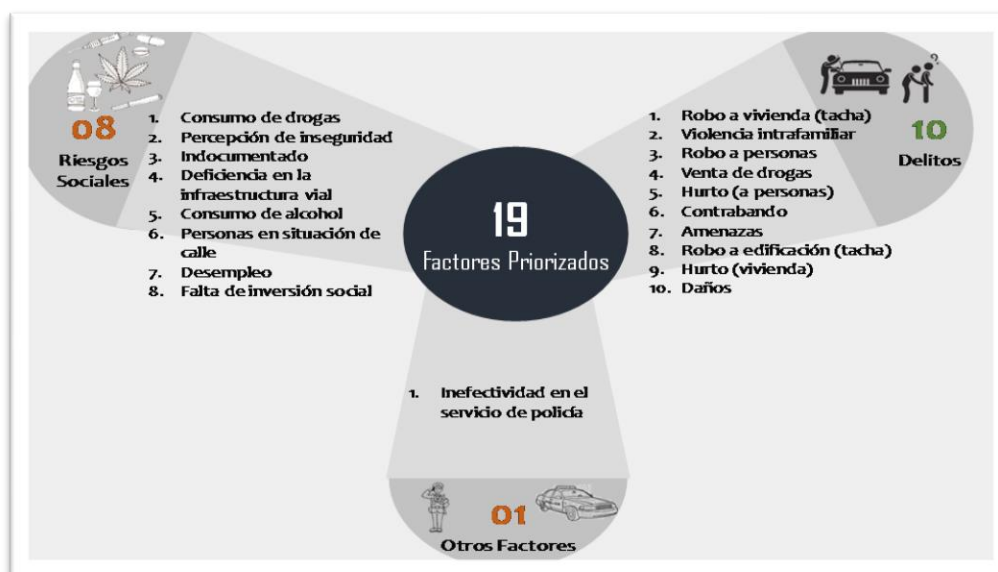 08
Riesgos
Sociales
1. Consumo de drogas
2. Percepción de inseguridad
3. Indocumentado
4. Deficiencia en la
infraestructura vial
5. Consumo de alcohol
6. Personas en situación de
calle
7. Desempleo
8. Falta de inversión social
19
Factores Priorizados
1. Robo a vivienda (tacha)
2. Violencia intrafamiliar
3. Robo a personas
4. Venta de drogas
5. Hurto (a personas)
6. Contrabando
7. Amenazas
8. Robo a edificación (tacha)
9. Hurto (vivienda)
10. Daños
?
10
Delitos
1. Inefectividad en el
servicio de policía
01
Otros Factores